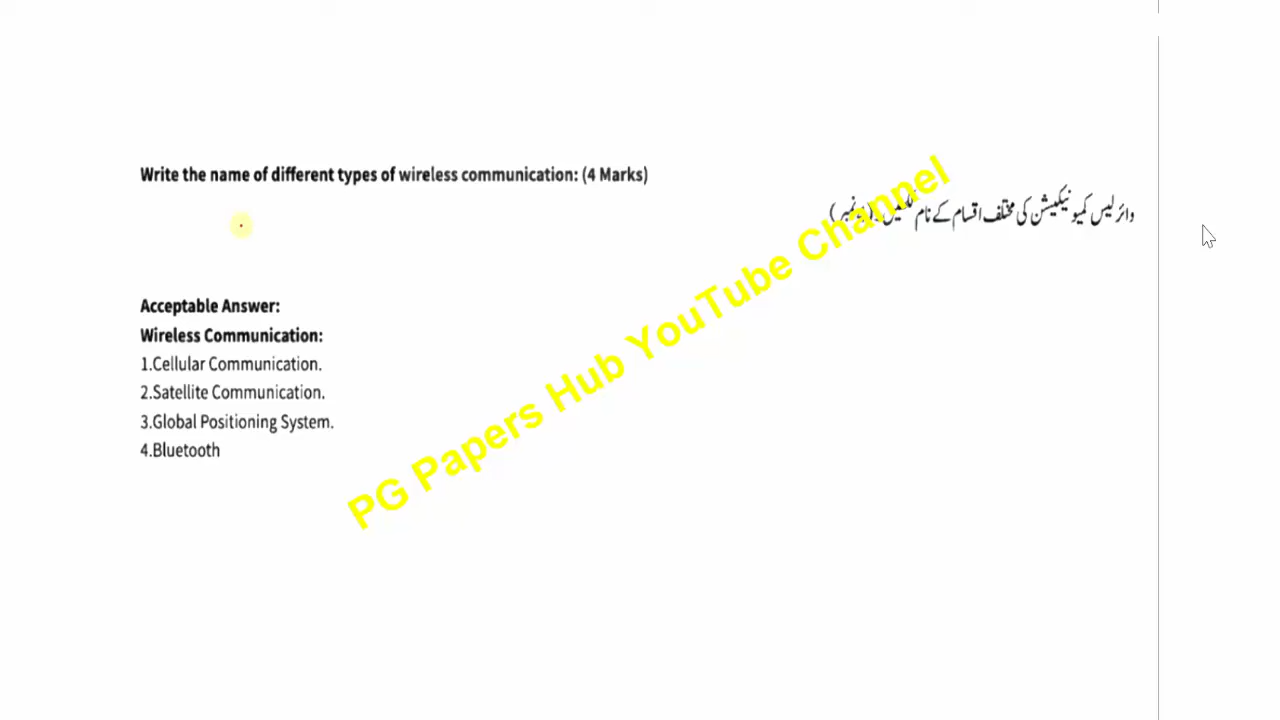 Write the name of different types of wireless communication: (4 Marks)
وائرلیس کمیونیکیشن کی مختلف اقسام کے نام لکھیں۔ (نمبر)
Acceptable Answer:
Wireless Communication:
1.Cellular Communication.
2.Satellite Communication.
3.Global Positioning System.
4.Bluetooth
PG Papers Hub YouTube Channel